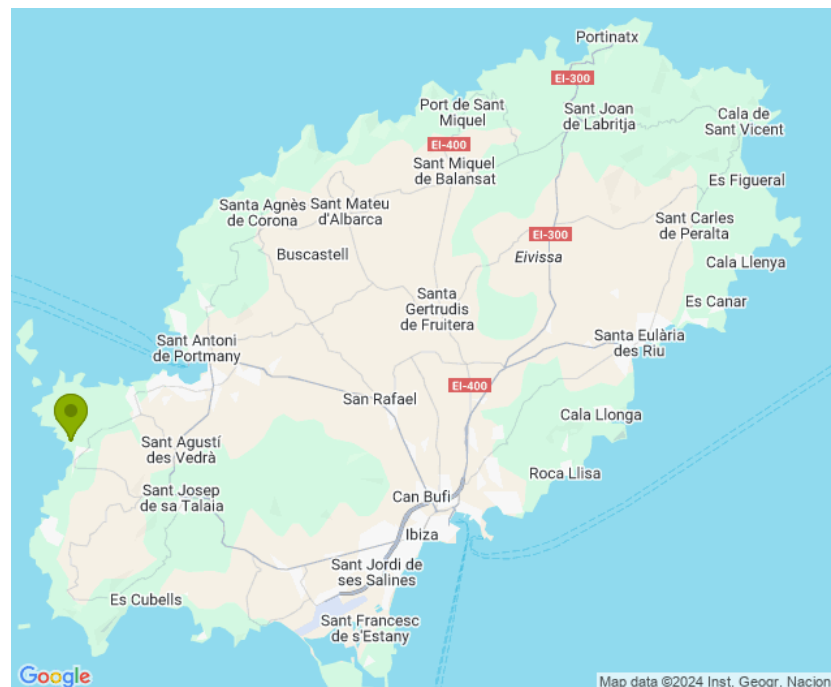 Portinatx
EI-300
Port de Sant
Miquel
Sant Joan
de Labritja
Cala de
Sant Vicent
EI-400
Sant Miquel
de Balansat
Es Figueral
Santa Agnès
de Corona
Sant Mateu
d'Albarca
Sant Carles
de Peralta
EI-300
Buscastell
Eivissa
Cala Llenya
Santa
Gertrudis
de Fruitera
Es Canar
Sant Antoni
de Portmany
Santa Eulària
des Riu
EI-400
San Rafael
Cala Llonga
Sant Agustí
des Vedrà
Roca Llisa
Sant Josep
de sa Talaia
Can Bufi
Ibiza
Sant Jordi de
ses Salines
Es Cubells
Sant Francesc
de s'Estany
Google
Map data ©2024 Inst. Geogr. Nacion